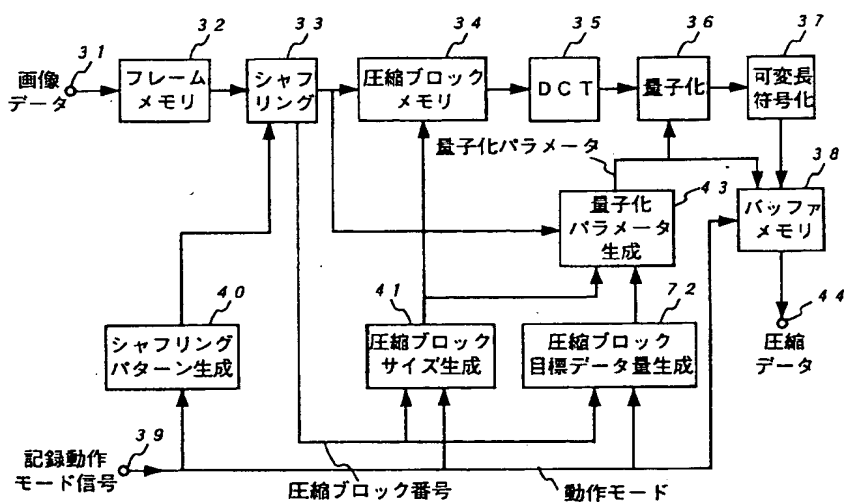 31
画像
データ
32
フレーム
メモリ
33
シャフ
リング
34
圧縮ブロック
メモリ
35
DCT
36
量子化
37
可変長
符号化
量子化パラメータ
43
量子化
パラメータ
生成
38
バッファ
メモリ
40
シャフリング
パターン生成
41
圧縮ブロック
サイズ生成
72
圧縮ブロック
目標データ量生成
44
圧縮
データ
39
記録動作
モード信号
圧縮ブロック番号
動作モード